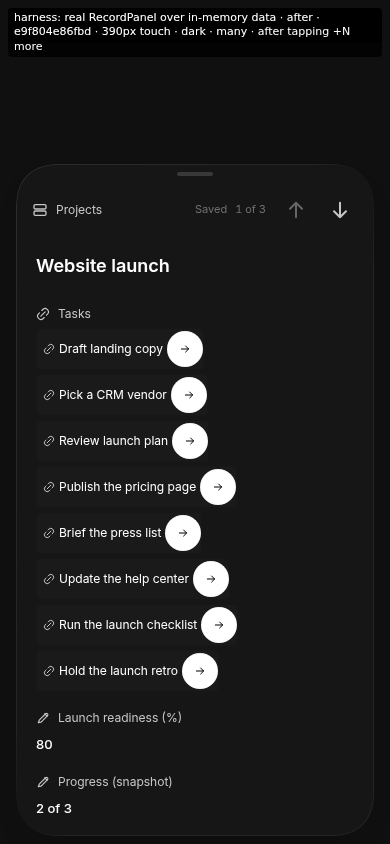 harness: real RecordPanel over in-memory data · after ·
e9f804e86fbd · 390px touch · dark · many · after tapping +N
more
Projects
Saved 1 of 3
Website launch
Tasks
Draft landing copy
Pick a CRM vendor
Review launch plan
Publish the pricing page
Brief the press list
Update the help center
Run the launch checklist
Hold the launch retro
Launch readiness (%)
80
Progress (snapshot)
2 of 3